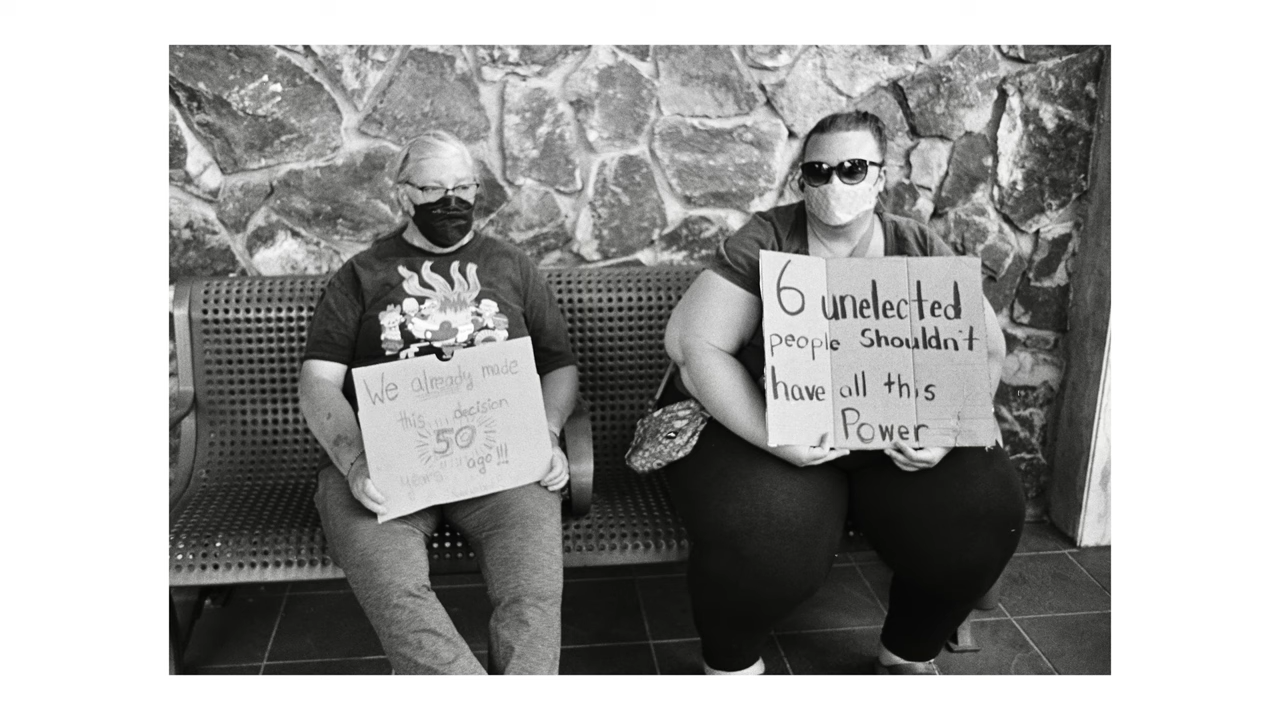 We already made
this decision
50
years ago!!!
6 unelected
people Shouldn't
have all this
Power